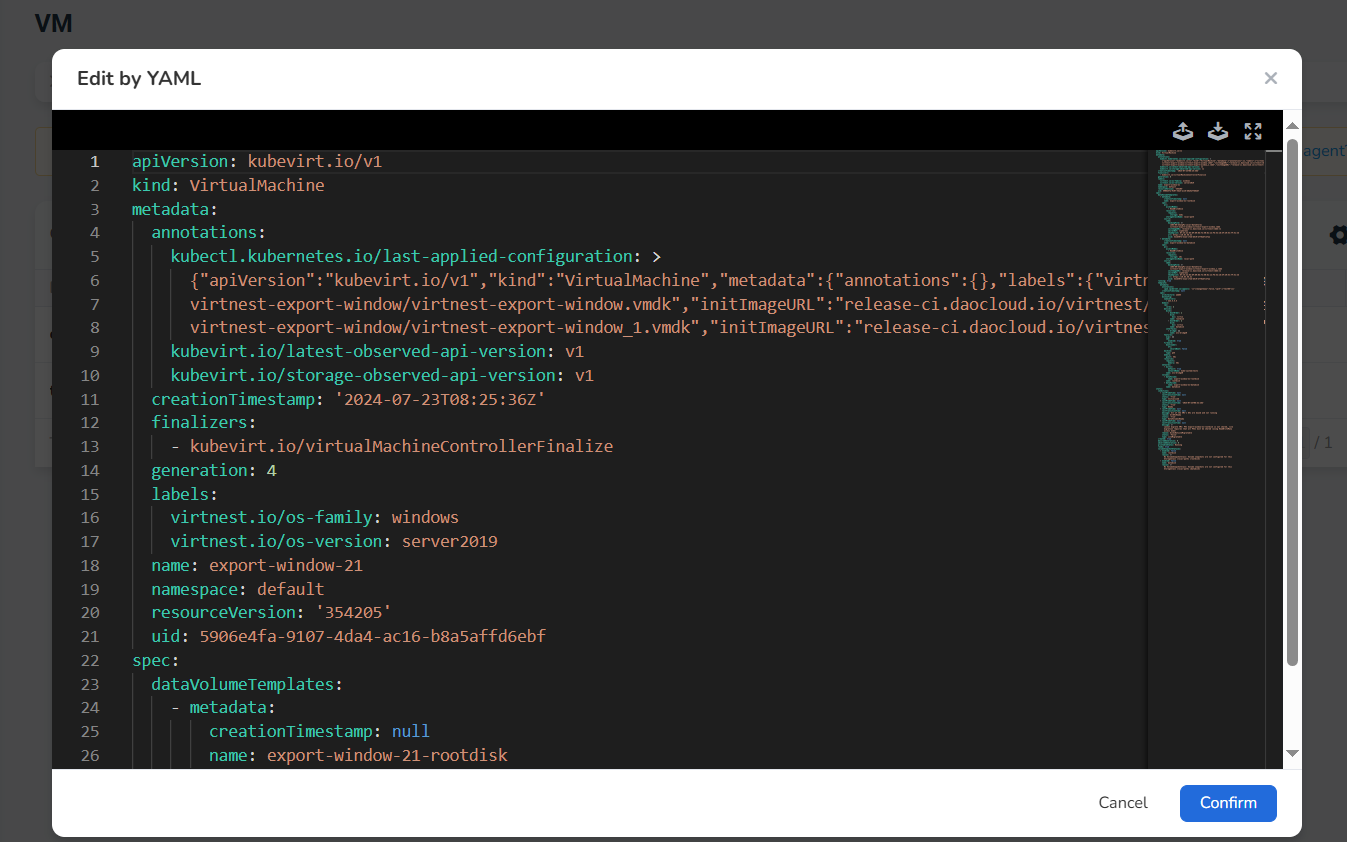 VM
Edit by YAML
agent
1 apiVersion: kubevirt.io/v1
2 kind: VirtualMachine
3 metadata:
4 annotations:
5 kubectl.kubernetes.io/last-applied-configuration: >
6 {"apiVersion":"kubevirt.io/v1","kind":"VirtualMachine","metadata":{"annotations":{},"labels":{"virtn
7 virtnest-export-window/virtnest-export-window.vmdk","initImageURL":"release-ci.daocloud.io/virtnest/
8 virtnest-export-window/virtnest-export-window_1.vmdk","initImageURL":"release-ci.daocloud.io/virtnes
9 kubevirt.io/latest-observed-api-version: v1
10 kubevirt.io/storage-observed-api-version: v1
11 creationTimestamp: '2024-07-23T08:25:36Z'
12 finalizers:
13 - kubevirt.io/virtualMachineControllerFinalize
14 generation: 4
15 labels:
16 virtnest.io/os-family: windows
17 virtnest.io/os-version: server2019
18 name: export-window-21
19 namespace: default
20 resourceVersion: '354205'
21 uid: 5906e4fa-9107-4da4-ac16-b8a5affd6ebf
22 spec:
23 dataVolumeTemplates:
24 - metadata:
25 creationTimestamp: null
26 name: export-window-21-rootdisk
/ 1
Cancel
Confirm